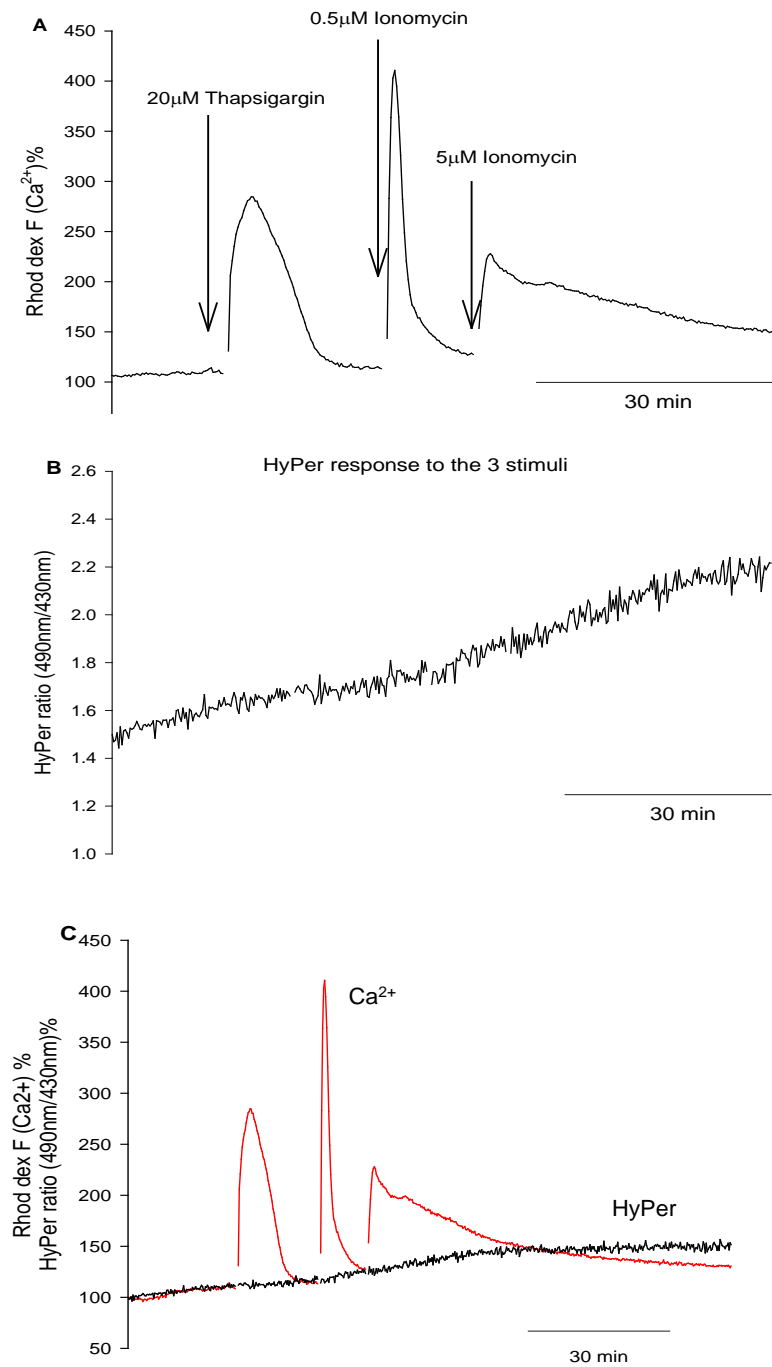 A
450
400
350
300
250
200
150
100
Rhod dex F (Ca2+)%
20μM Thapsigargin
0.5μM Ionomycin
5μM Ionomycin
30 min
B
HyPer response to the 3 stimuli
2.6
2.4
2.2
2.0
1.8
1.6
1.4
1.2
1.0
HyPer ratio (490nm/430nm)
30 min
C
450
400
350
300
250
200
150
100
50
Rhod dex F (Ca2+) %
HyPer ratio (490nm/430nm)%
Ca2+
HyPer
30 min